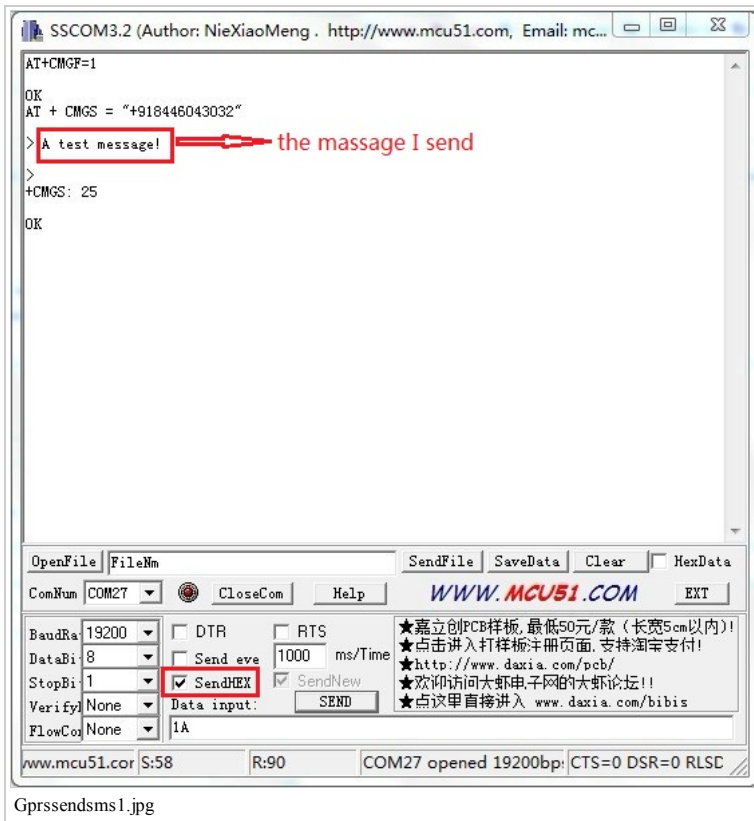 SSCOM3.2 (Author: NieXiaoMeng . http://www.mcu51.com, Email: mc...
AT+CMGF=1
OK
AT + CMGS = "+918446043032"
> A test message! the massage I send
>
+CMGS: 25
OK
OpenFile FileNm SendFile SaveData Clear HexData
ComNum COM27 CloseCom Help WWW.MCU51.COM EXT
BaudRa 19200 DTR RTS ★嘉立创PCB样板,最低50元/款(长宽5cm以内)!
DataBi 8 Send eve 1000 ms/Time ★点击进入打样板注册页面.支持淘宝支付!
★http://www.daxia.com/pcb/
StopBi 1 SendHEX SendNew ★欢迎访问大虾电子网的大虾论坛!!
Verifyl None Data input: SEND ★点这里直接进入 www.daxia.com/bibis
FlowCoı None 1A
www.mcu51.cor S:58 R:90 COM27 opened 19200bp: CTS=0 DSR=0 RLSD
Gprssendsms1.jpg